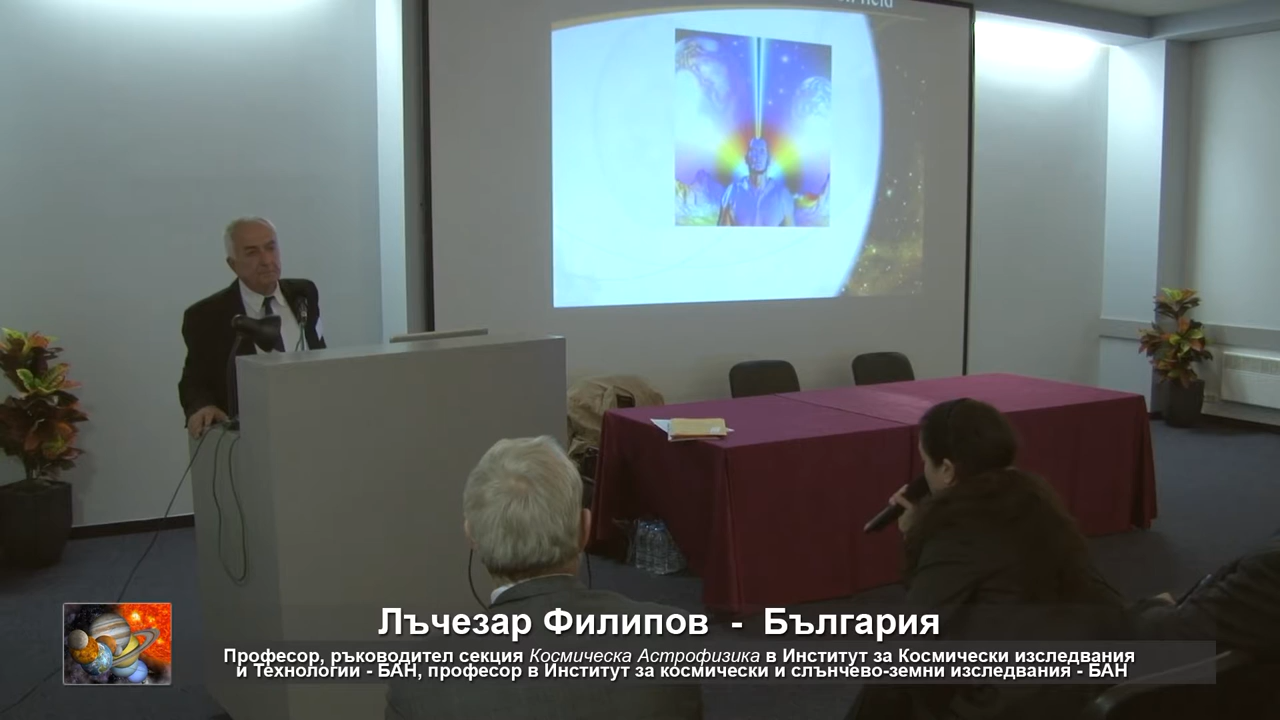 field
Лъчезар Филипов - България
Професор, ръководител секция Космическа Астрофизика в Институт за Космически изследвания
и Технологии - БАН, професор в Институт за космически и слънчево-земни изследвания - БАН